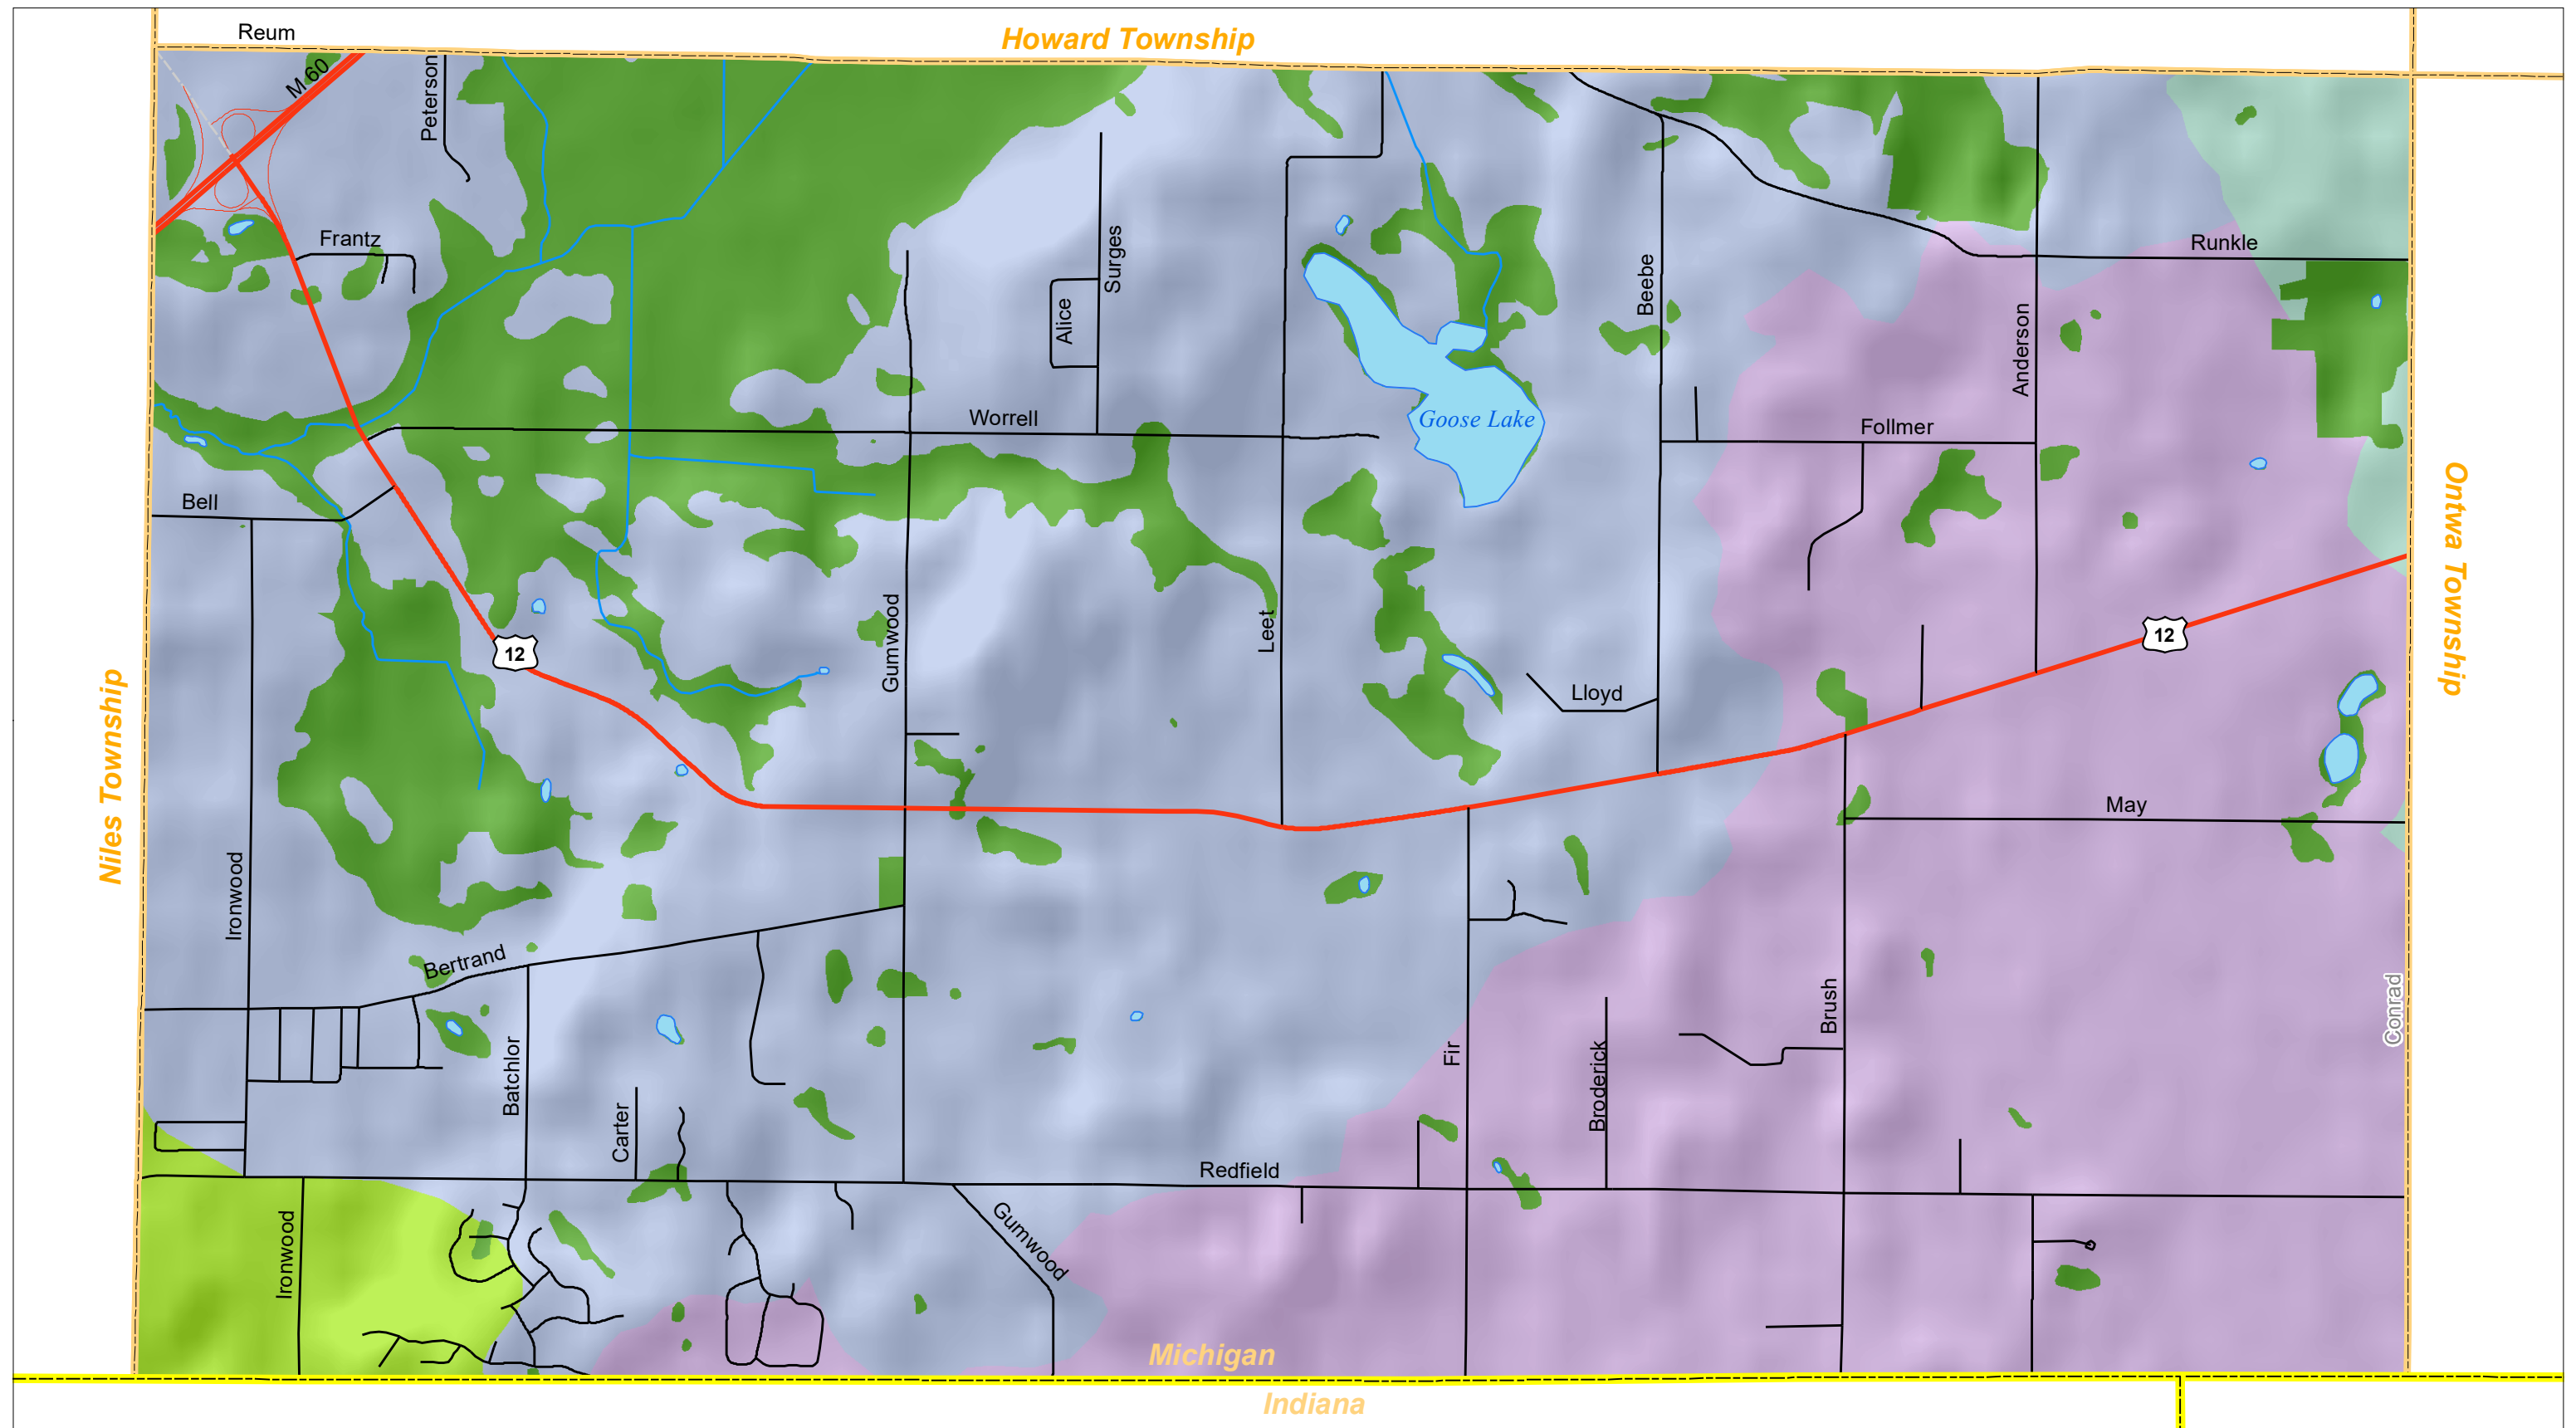 Reum
Howard Township
M-60
Peterson
Frantz
Surges
Alice
Beebe
Runkle
Anderson
Worrell
Goose Lake
Follmer
Bell
Ontwa Township
Gumwood
Leet
12
12
Lloyd
Niles Township
May
Ironwood
Bertrand
Conrad
Brush
Batchlor
Fir
Broderick
Carter
Redfield
Ironwood
Gumwood
Michigan
Indiana